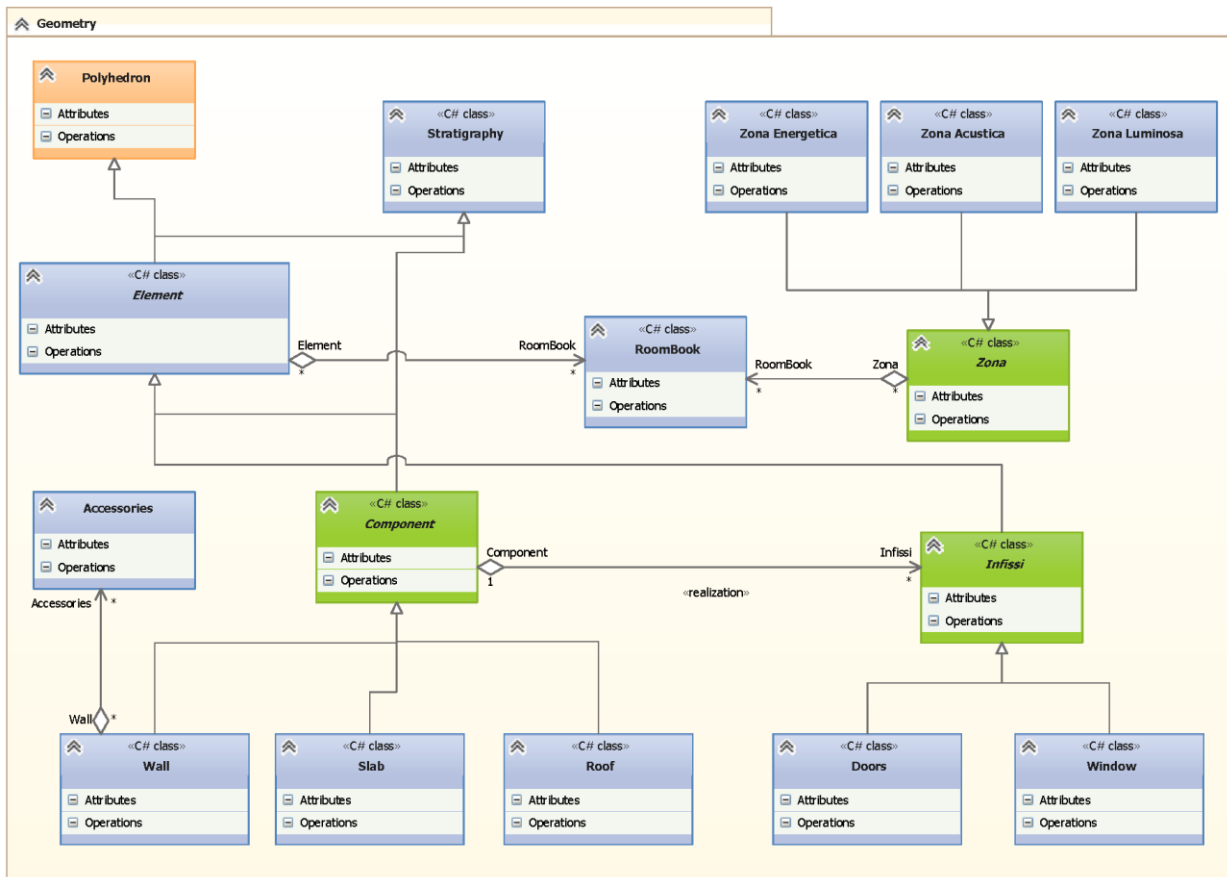 Geometry
Polyhedron
Attributes
Operations
«C# class»
Stratigraphy
Attributes
Operations
«C# class»
Zona Energetica
Attributes
Operations
«C# class»
Zona Acustica
Attributes
Operations
«C# class»
Zona Luminosa
Attributes
Operations
«C# class»
Element
Attributes
Operations
Element
*
RoomBook
*
«C# class»
RoomBook
Attributes
Operations
RoomBook
*
Zona
*
«C# class»
Zona
Attributes
Operations
Accessories
Attributes
Operations
Accessories
*
«C# class»
Component
Attributes
Operations
Component
1
«realization»
Infissi
*
«C# class»
Infissi
Attributes
Operations
Wall
*
«C# class»
Wall
Attributes
Operations
«C# class»
Slab
Attributes
Operations
«C# class»
Roof
Attributes
Operations
«C# class»
Doors
Attributes
Operations
«C# class»
Window
Attributes
Operations